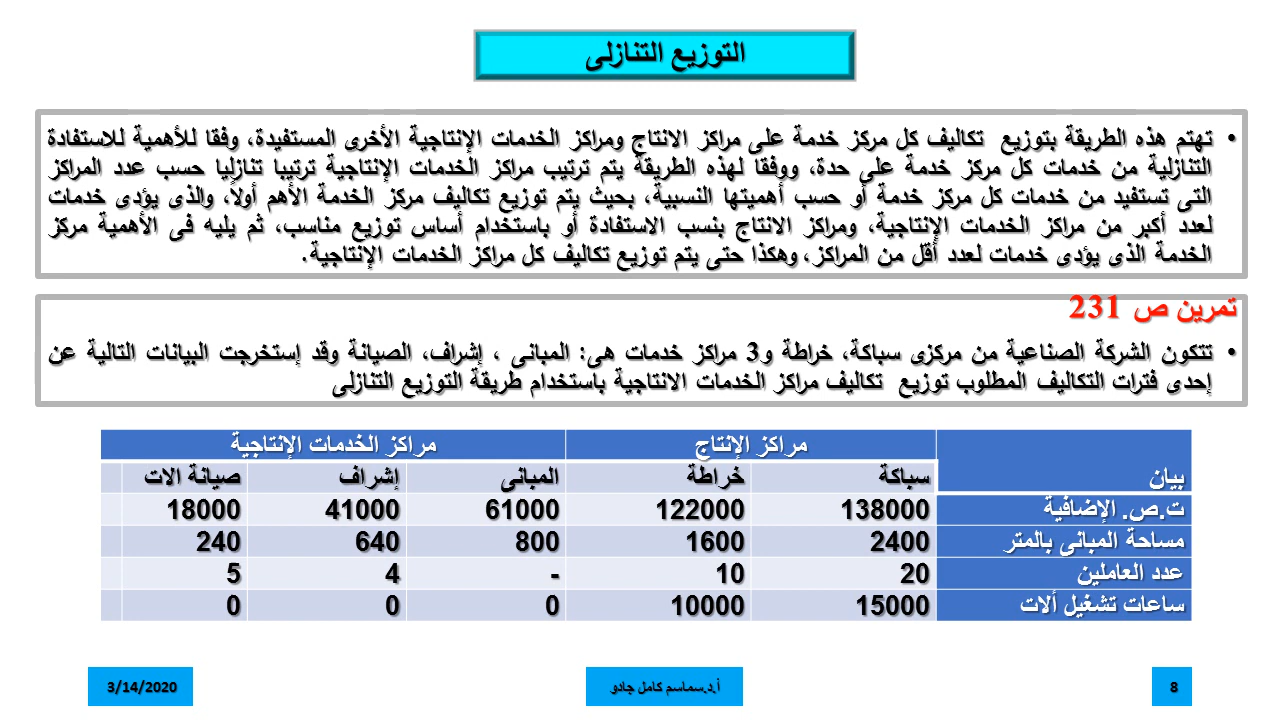 التوزيع التنازلى
• تهتم هذه الطريقة بتوزيع تكاليف كل مركز خدمة على مراكز الانتاج ومراكز الخدمات الإنتاجية الأخرى المستفيدة، وفقا للأهمية للاستفادة
التنازلية من خدمات كل مركز خدمة على حدة، ووفقا لهذه الطريقة يتم ترتيب مراكز الخدمات الإنتاجية ترتيبا تنازليا حسب عدد المراكز
التى تستفيد من خدمات كل مركز خدمة أو حسب أهميتها النسبية، بحيث يتم توزيع تكاليف مركز الخدمة الأهم أولاً، والذى يؤدى خدمات
لعدد أكبر من مراكز الخدمات الإنتاجية، ومراكز الانتاج بنسب الاستفادة أو باستخدام أساس توزيع مناسب، ثم يليه فى الأهمية مركز
الخدمة الذى يؤدى خدمات لعدد أقل من المراكز، وهكذا حتى يتم توزيع تكاليف كل مراكز الخدمات الإنتاجية.
تمرين ص 231
• تتكون الشركة الصناعية من مركزى سباكة، خراطة و3 مراكز خدمات هى: المبانى ، إشراف، الصيانة وقد إستخرجت البيانات التالية عن
إحدى فترات التكاليف المطلوب توزيع تكاليف مراكز الخدمات الانتاجية باستخدام طريقة التوزيع التنازلى
بيان مراكز الإنتاج مراكز الخدمات الإنتاجية
سباكة خراطة المبانى إشراف صيانة الات
ت.ص. الإضافية 138000 122000 61000 41000 18000
مساحة المبانى بالمتر 2400 1600 800 640 240
عدد العاملين 20 10 - 4 5
ساعات تشغيل ألات 15000 10000 0 0 0
3/14/2020 أ.د.سماسم كامل جادو 8